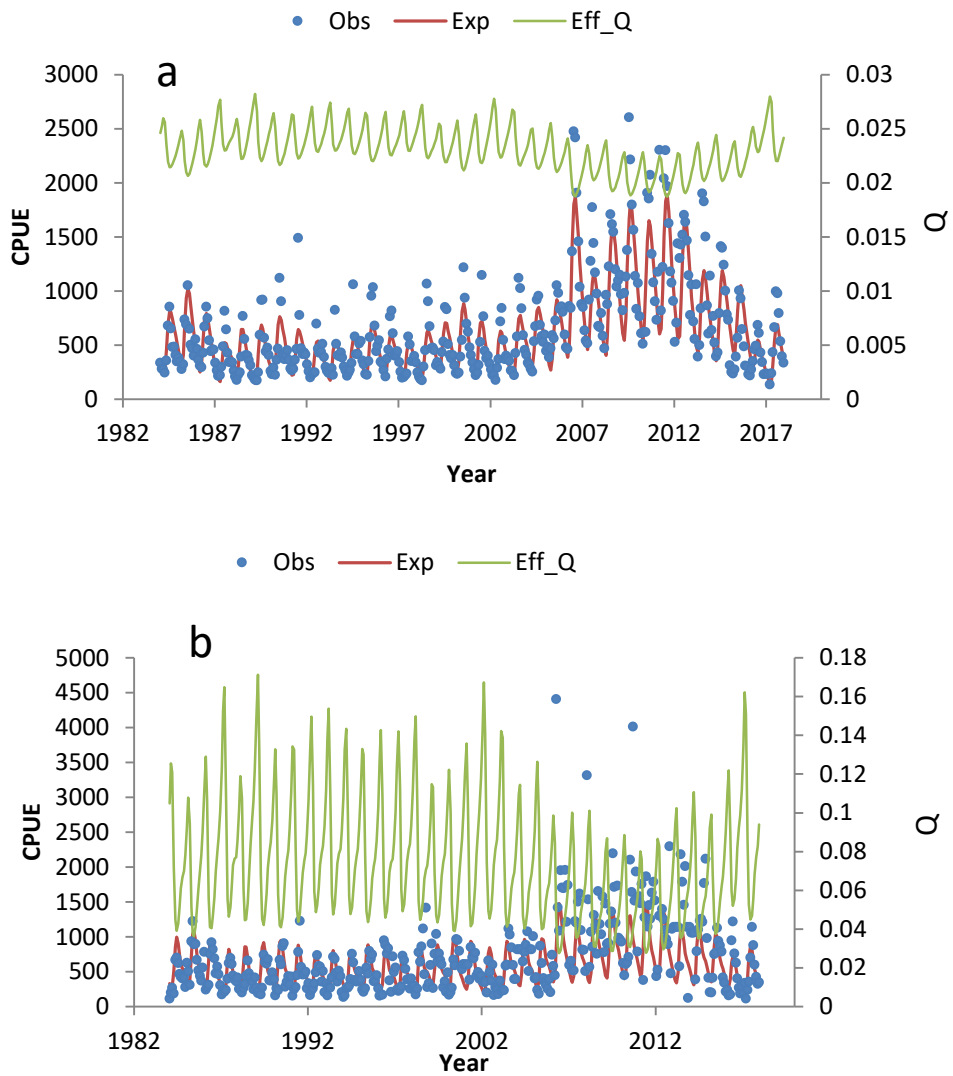 Obs Exp Eff_Q
a
3000 0.03
2500 0.025
2000 0.02
1500 0.015
1000 0.01
500 0.005
0 0
CPUE
Q
1982 1987 1992 1997 2002 2007 2012 2017
Year
Obs Exp Eff_Q
b
5000 0.18
4500 0.16
4000 0.14
3500 0.12
3000 0.1
2500 0.08
2000 0.06
1500 0.04
1000 0.02
500 0
0
CPUE
Q
1982 1992 2002 2012
Year